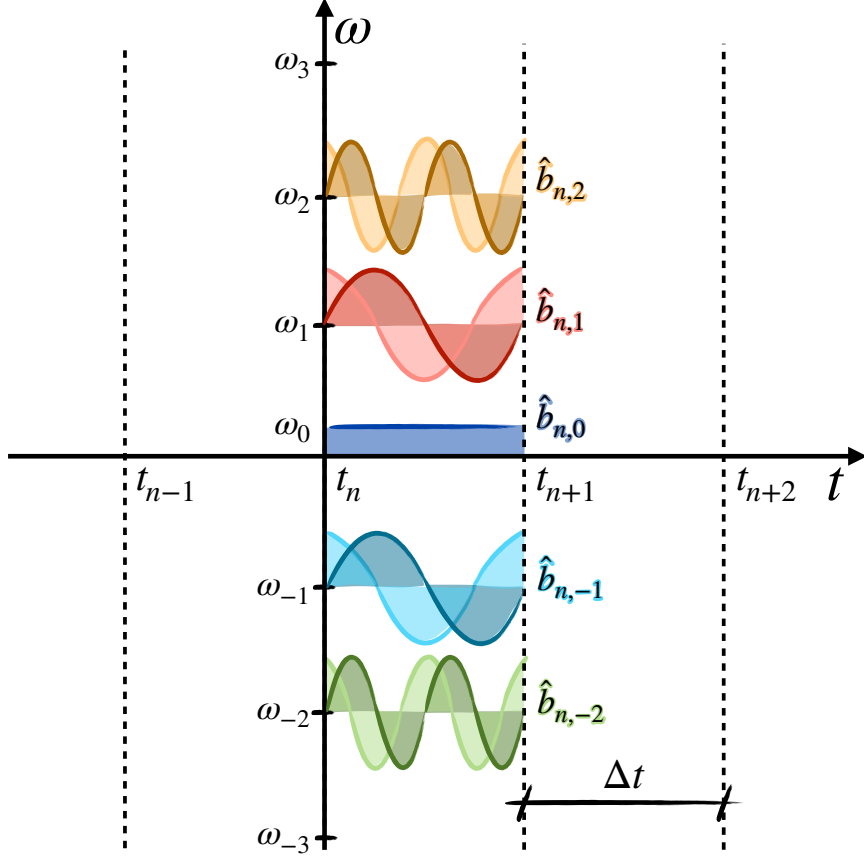 ω
ω₃
ω₂
b̂ₙ,₂
ω₁
b̂ₙ,₁
ω₀
b̂ₙ,₀
tₙ₋₁
tₙ
tₙ₊₁
tₙ₊₂
t
ω₋₁
b̂ₙ,₋₁
ω₋₂
b̂ₙ,₋₂
Δt
ω₋₃